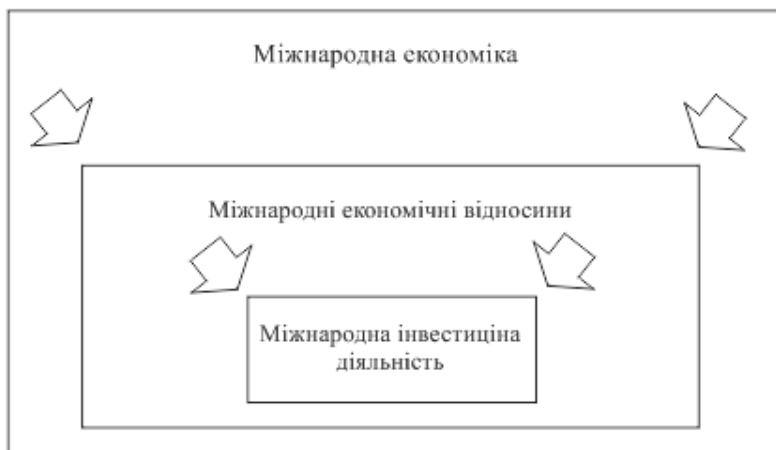 Міжнародна економіка
Міжнародні економічні відносини
Міжнародна інвестиціна
діяльність